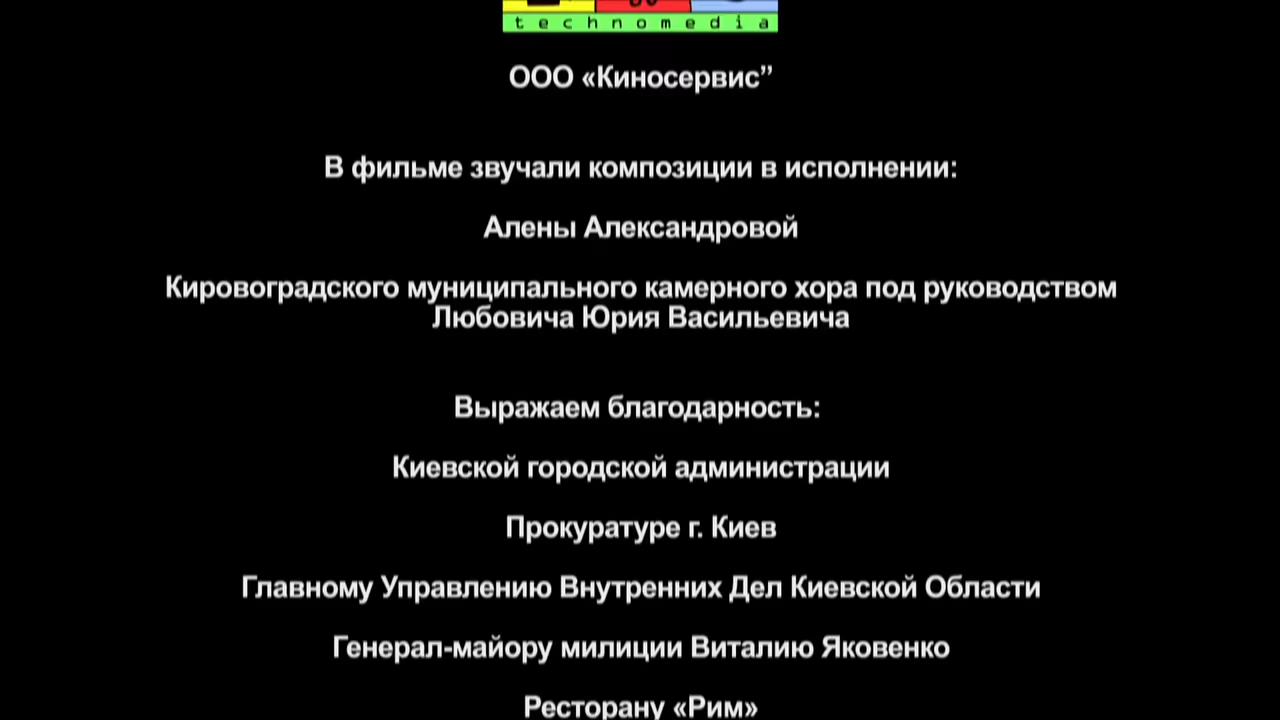 technomedia
ООО «Киносервис”
В фильме звучали композиции в исполнении:
Алены Александровой
Кировоградского муниципального камерного хора под руководством
Любовича Юрия Васильевича
Выражаем благодарность:
Киевской городской администрации
Прокуратуре г. Киев
Главному Управлению Внутренних Дел Киевской Области
Генерал-майору милиции Виталию Яковенко
Ресторану «Рим»